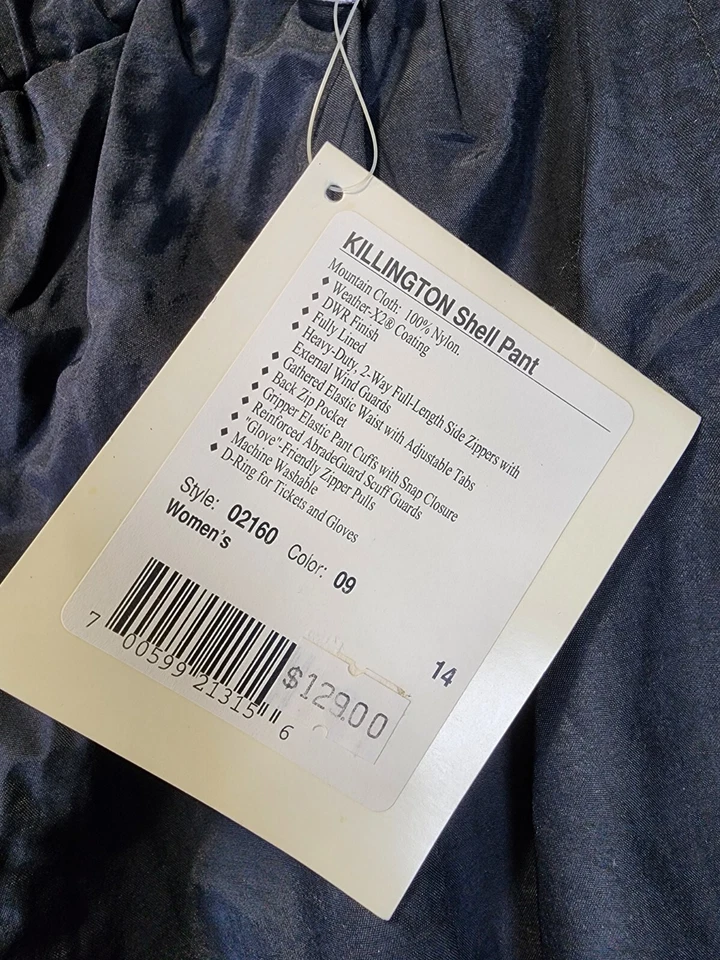 KILLINGTON Shell Pant
Mountain Cloth: 100% Nylon.
♦ Weather-X2® Coating
♦ DWR Finish
♦ Fully Lined
♦ Heavy-Duty, 2-Way Full-Length Side Zippers with
External Wind Guards
♦ Gathered Elastic Waist with Adjustable Tabs
♦ Back Zip Pocket
♦ Gripper Elastic Pant Cuffs with Snap Closure
♦ Reinforced AbradeGuard Scuff Guards
♦ "Glove"-Friendly Zipper Pulls
♦ Machine Washable
♦ D-Ring for Tickets and Gloves
Style: 02160 Color: 09
Women's
14
7 00599 21315 6
$129.00